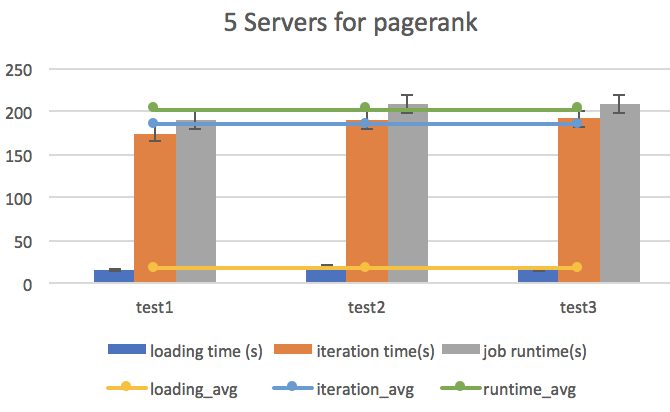 5 Servers for pagerank
250
200
150
100
50
0
test1 test2 test3
loading time (s) iteration time(s) job runtime(s)
loading_avg iteration_avg runtime_avg